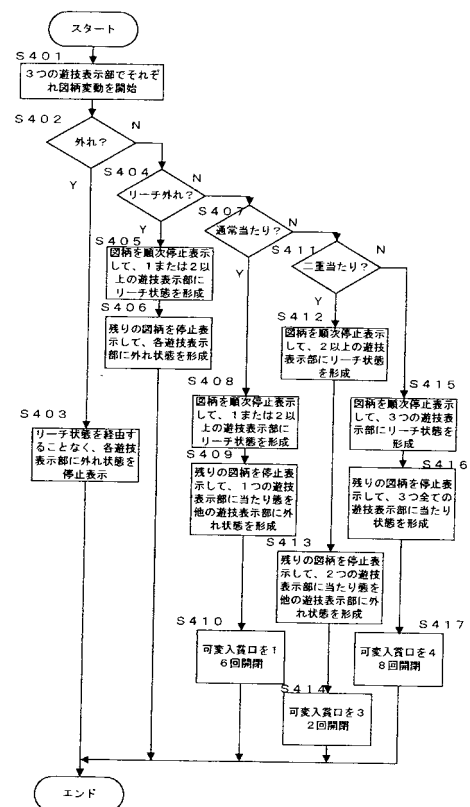 スタート
S401
3つの遊技表示部でそれぞ
れ図柄変動を開始
S402
外れ?
N
Y
S404
リーチ外れ?
N
Y
S407
通常当たり?
N
Y
S411
二重当たり?
N
Y
S405
図柄を順次停止表示
して、1または2以
上の遊技表示部に
リーチ状態を形成
S406
残りの図柄を停止表
示して、各遊技表示
部に外れ状態を形成
S412
図柄を順次停止表示
して、2以上の遊技
表示部にリーチ状態
を形成
S408
図柄を順次停止表示
して、1または2以
上の遊技表示部に
リーチ状態を形成
S415
図柄を順次停止表示
して、3つの遊技表
示部にリーチ状態を
形成
S403
リーチ状態を経由す
ることなく、各遊技
表示部に外れ状態を
停止表示
S409
残りの図柄を停止表
示して、1つの遊技
表示部に当たり態を
他の遊技表示部に外
れ状態を形成
S416
残りの図柄を停止表
示して、3つ全ての
遊技表示部に当たり
状態を形成
S413
残りの図柄を停止表
示して、2つの遊技
表示部に当たり態を
他の遊技表示部に外
れ状態を形成
S410
可変入賞口を1
6回開閉
S417
可変入賞口を4
8回開閉
S414
可変入賞口を3
2回開閉
エンド